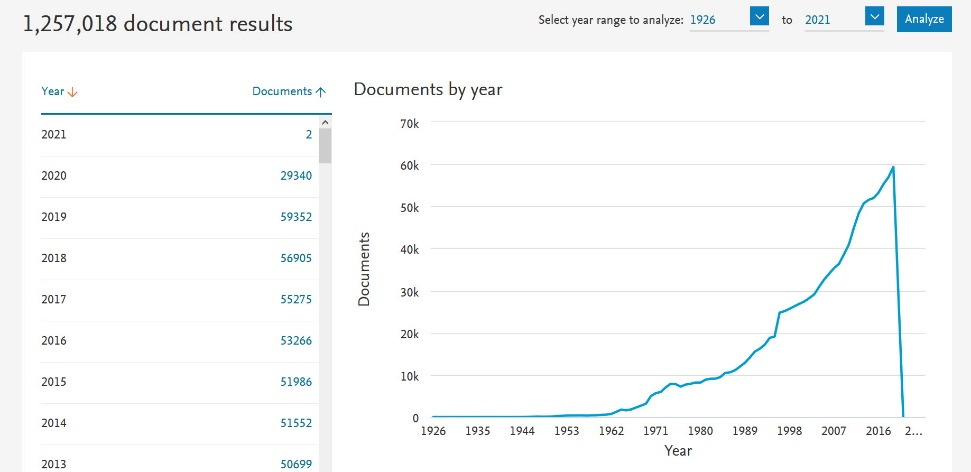 1,257,018 document results
Select year range to analyze: 1926 to 2021 Analyze
Year Documents
2021 2
2020 29340
2019 59352
2018 56905
2017 55275
2016 53266
2015 51986
2014 51552
2013 50699
Documents by year
70k
60k
50k
40k
30k
20k
10k
0
Documents
1926 1935 1944 1953 1962 1971 1980 1989 1998 2007 2016 2...
Year